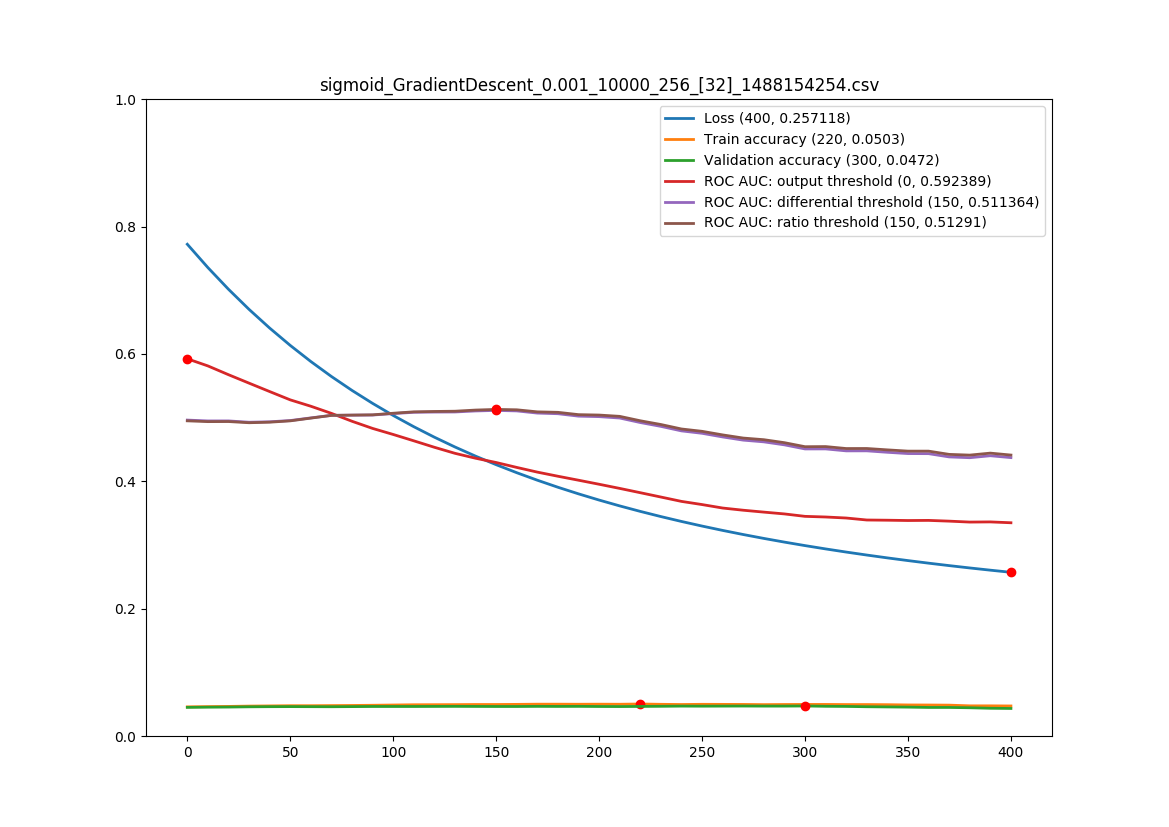 sigmoid_GradientDescent_0.001_10000_256_[32]_1488154254.csv
1.0
Loss (400, 0.257118)
Train accuracy (220, 0.0503)
Validation accuracy (300, 0.0472)
ROC AUC: output threshold (0, 0.592389)
ROC AUC: differential threshold (150, 0.511364)
ROC AUC: ratio threshold (150, 0.51291)
0.8
0.6
0.4
0.2
0.0
0 50 100 150 200 250 300 350 400